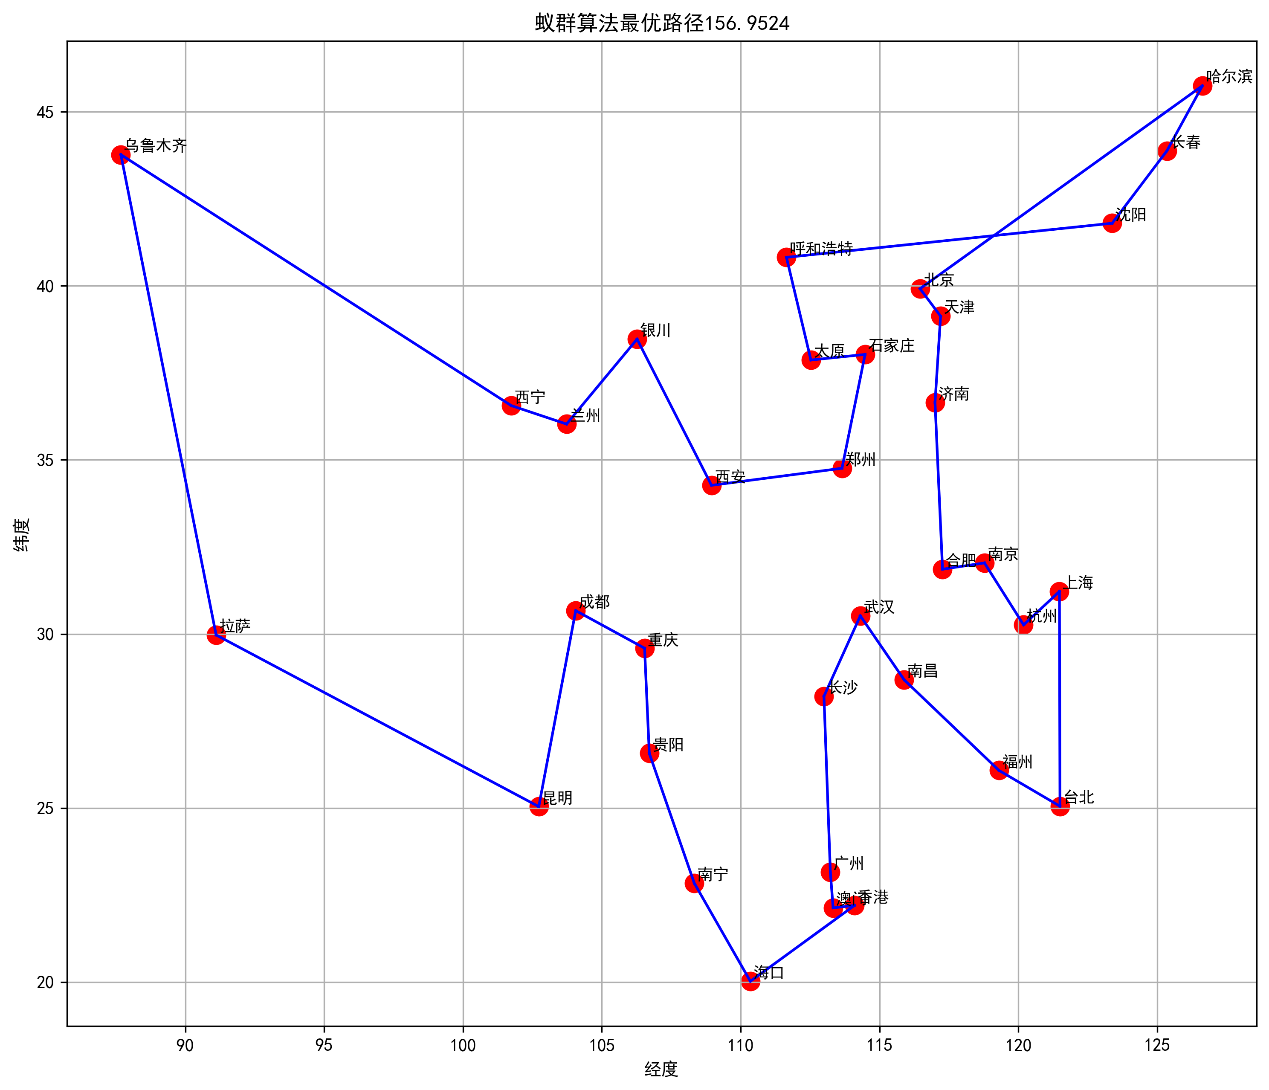 蚁群算法最优路径156.9524
哈尔滨
45
长春
乌鲁木齐
沈阳
呼和浩特
40
北京
天津
银川
石家庄
太原
西宁
济南
兰州
35
郑州
西安
纬度
南京
合肥
上海
成都
武汉
杭州
30
拉萨
重庆
南昌
长沙
福州
贵阳
25
昆明
台北
广州
南宁
澳门
香港
20
海口
90
95
100
105
110
115
120
125
经度